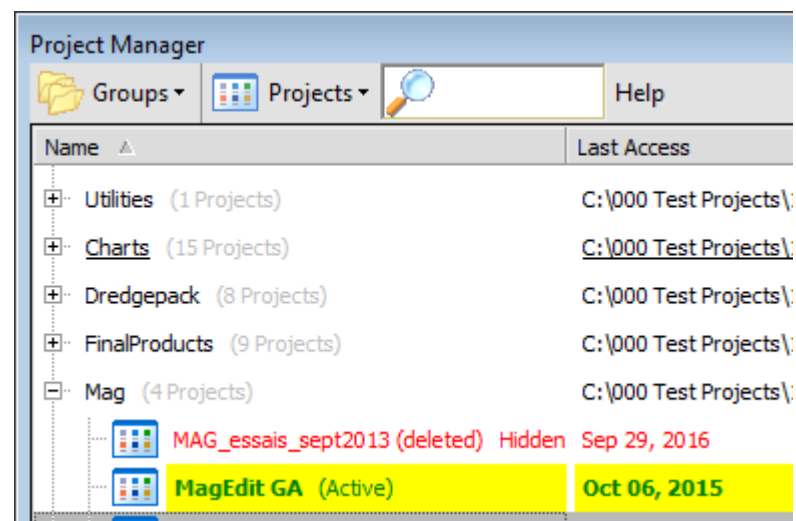 Project Manager
Groups Projects Help
Name Last Access
Utilities (1 Projects) C:\000 Test Projects\
Charts (15 Projects) C:\000 Test Projects\
Dredgepack (8 Projects) C:\000 Test Projects\
FinalProducts (9 Projects) C:\000 Test Projects\
Mag (4 Projects) C:\000 Test Projects\
MAG_essais_sept2013 (deleted) Hidden Sep 29, 2016
MagEdit GA (Active) Oct 06, 2015